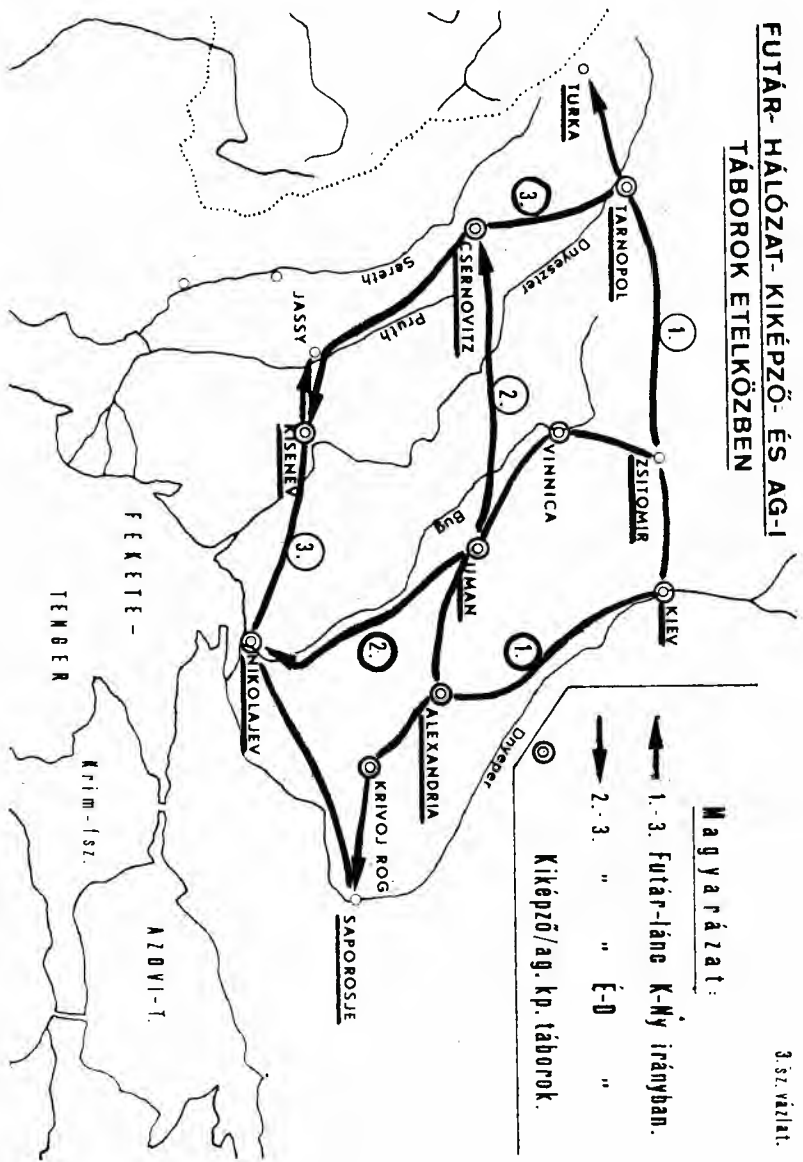 3. sz. vázlat.
FUTÁR- HÁLÓZAT- KIKÉPZŐ- ÉS AG-I
TÁBOROK ETELKÖZBEN
Magyarázat:
1.-3. Futár-lánc K-Ny irányban.
2.-3. " " É-D "
Kiképző/ag. kp. táborok.
TURKA
TARNOPOL
1.
ZSITOMIR
KIEV
3.
CSERNOVITZ
Dnyeszter
VINNICA
1.
Dnyeper
Sereth
Pruth
2.
Bug
UMAN
ALEXANDRIA
JASSY
KISENEV
3.
2.
KRIVOJ ROG
NIKOLAJEV
SAPOROSJE
FEKETE-
TENGER
Krim-fsz.
AZOVI-T.